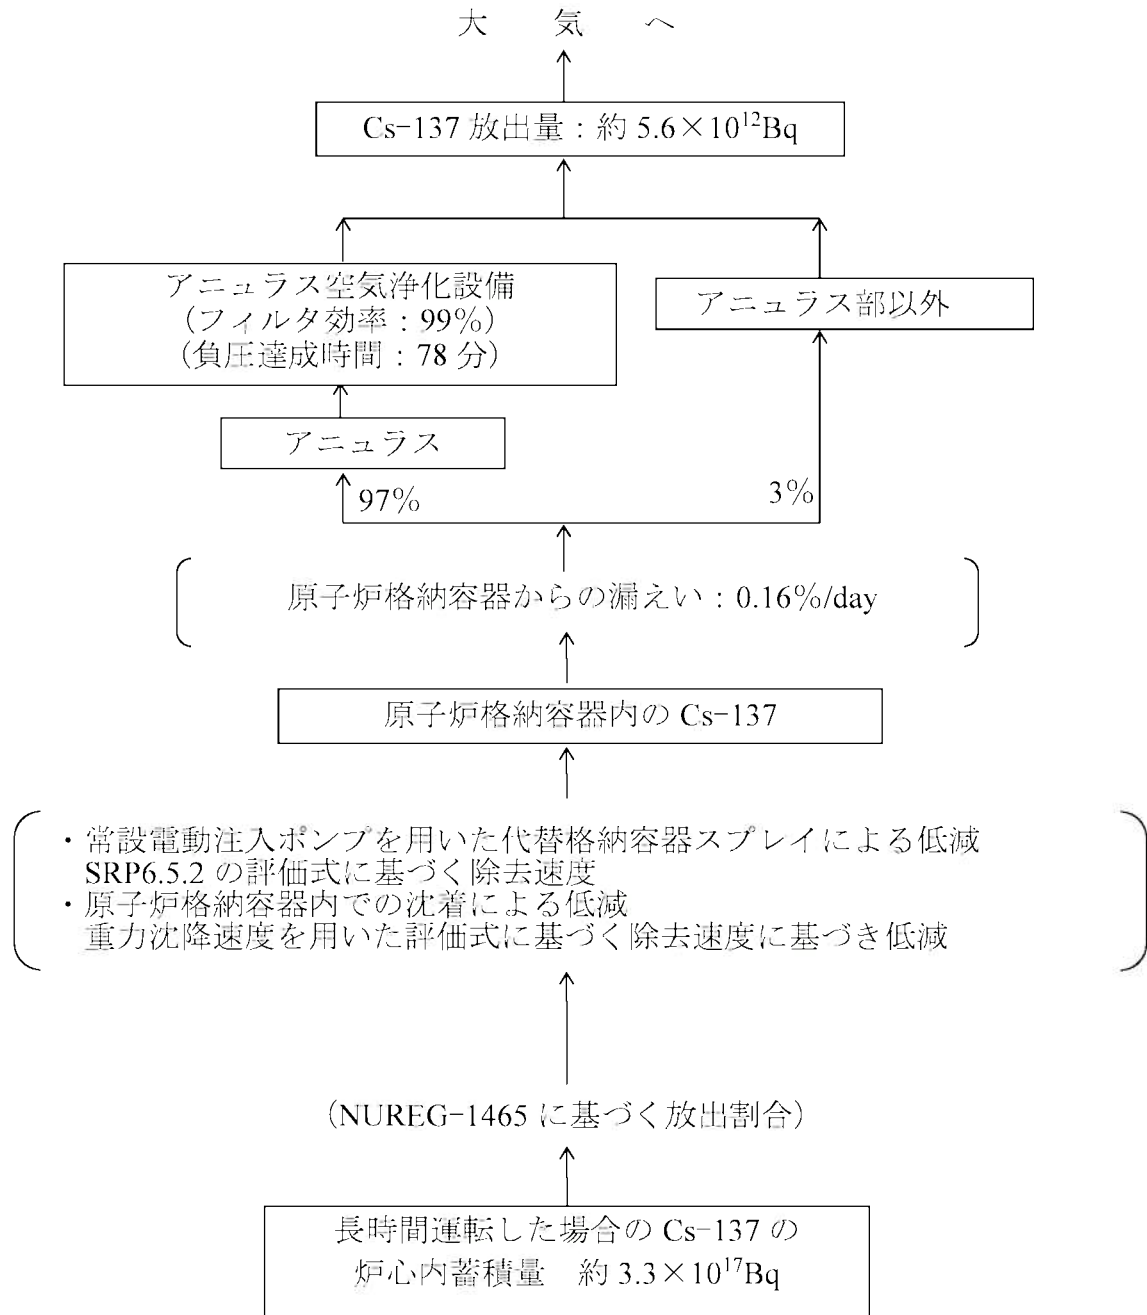 大 気 へ
Cs-137 放出量：約 5.6×10¹²Bq
アニュラス空気浄化設備
（フィルタ効率：99%）
（負圧達成時間：78 分）
アニュラス部以外
アニュラス
97%
3%
原子炉格納容器からの漏えい：0.16%/day
原子炉格納容器内の Cs-137
・常設電動注入ポンプを用いた代替格納容器スプレイによる低減
SRP6.5.2 の評価式に基づく除去速度
・原子炉格納容器内での沈着による低減
重力沈降速度を用いた評価式に基づく除去速度に基づき低減
（NUREG-1465 に基づく放出割合）
長時間運転した場合の Cs-137 の
炉心内蓄積量　約 3.3×10¹⁷Bq